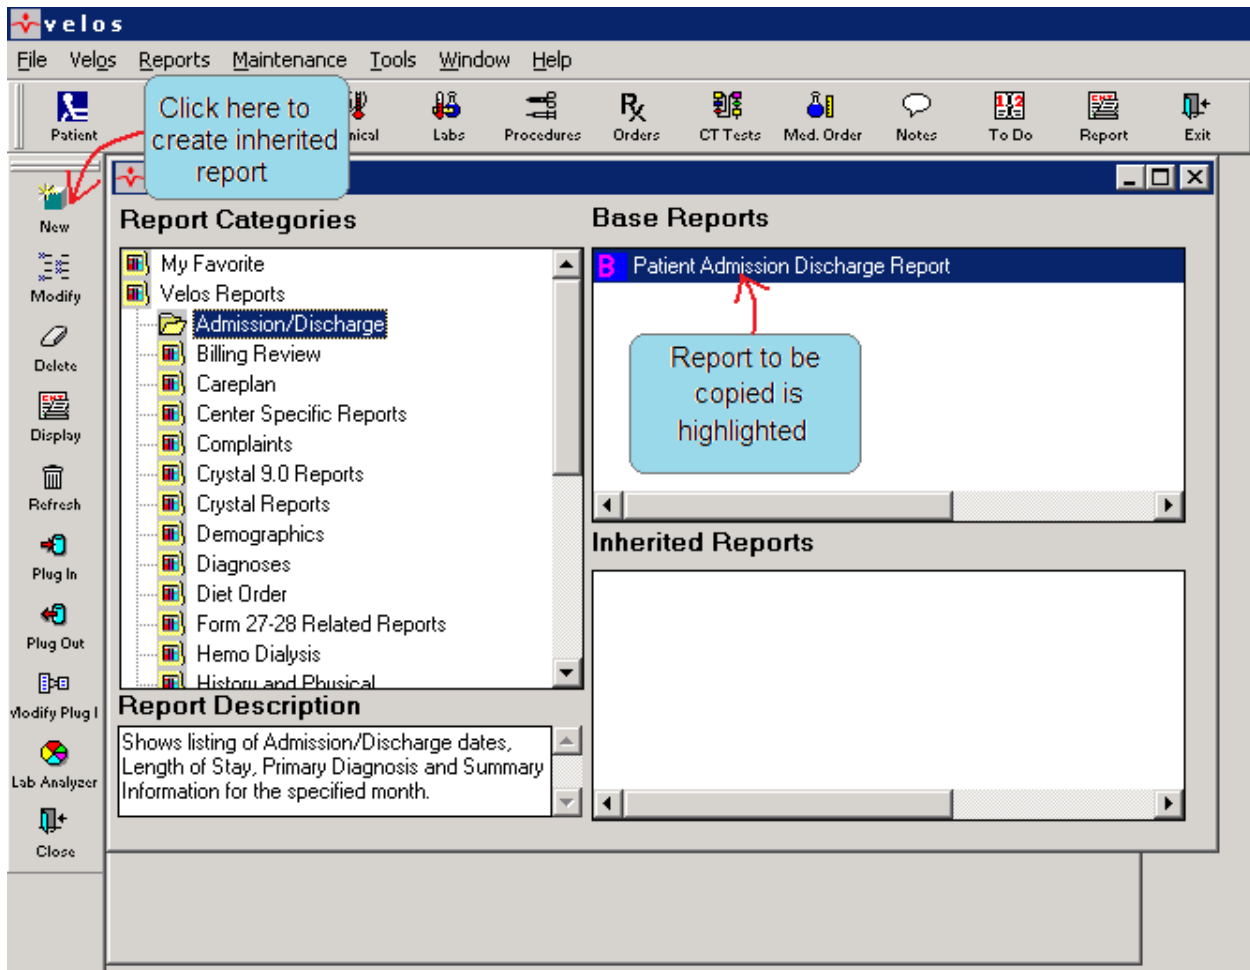 velos
File Velos Reports Maintenance Tools Window Help
Click here to
create inherited
report
Patient
nical
Labs
Procedures
Orders
CT Tests
Med. Order
Notes
To Do
Report
Exit
New
Modify
Delete
Display
Refresh
Plug In
Plug Out
Modify Plug I
Lab Analyzer
Close
Report Categories
My Favorite
Velos Reports
Admission/Discharge
Billing Review
Careplan
Center Specific Reports
Complaints
Crystal 9.0 Reports
Crystal Reports
Demographics
Diagnoses
Diet Order
Form 27-28 Related Reports
Hemo Dialysis
History and Physical
Report Description
Shows listing of Admission/Discharge dates,
Length of Stay, Primary Diagnosis and Summary
Information for the specified month.
Base Reports
B Patient Admission Discharge Report
Report to be
copied is
highlighted
Inherited Reports